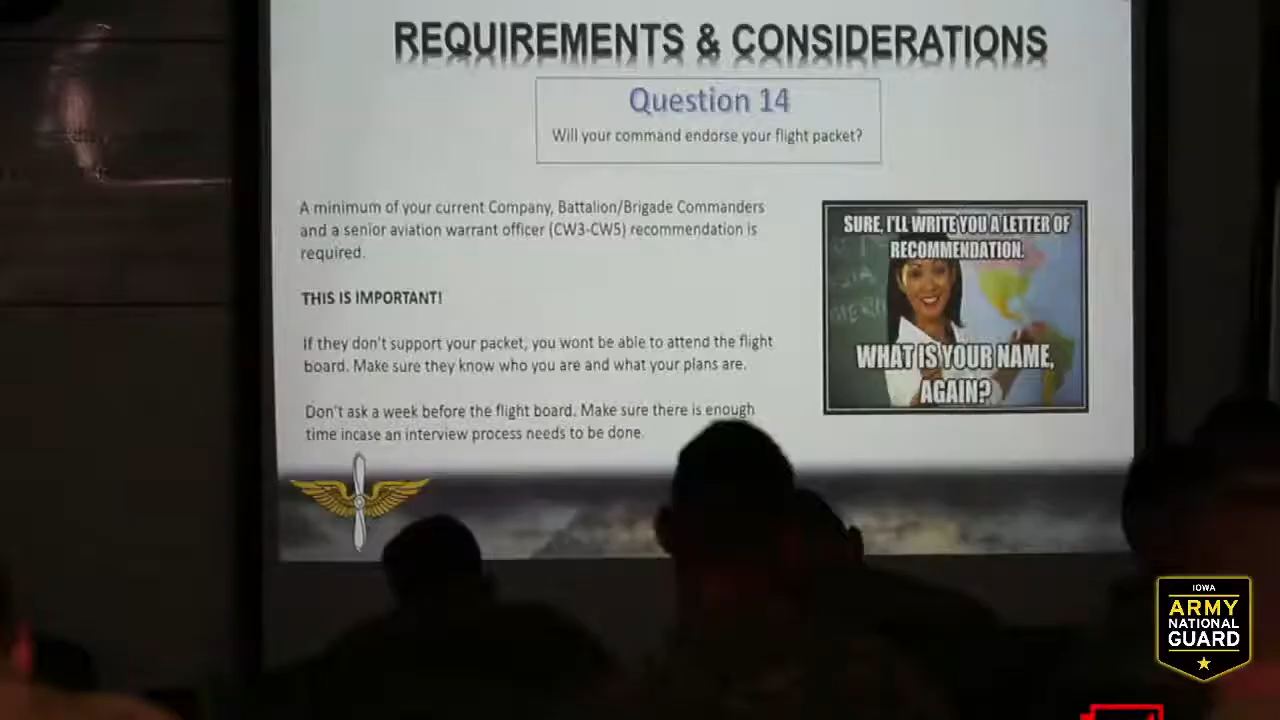 REQUIREMENTS & CONSIDERATIONS
Question 14
Will your command endorse your flight packet?
A minimum of your current Company, Battalion/Brigade Commanders
and a senior aviation warrant officer (CW3-CW5) recommendation is
required.
THIS IS IMPORTANT!
If they don't support your packet, you wont be able to attend the flight
board. Make sure they know who you are and what your plans are.
Don't ask a week before the flight board. Make sure there is enough
time incase an interview process needs to be done.
SURE, I'LL WRITE YOU A LETTER OF
RECOMMENDATION.
WHAT IS YOUR NAME,
AGAIN?
IOWA
ARMY
NATIONAL
GUARD